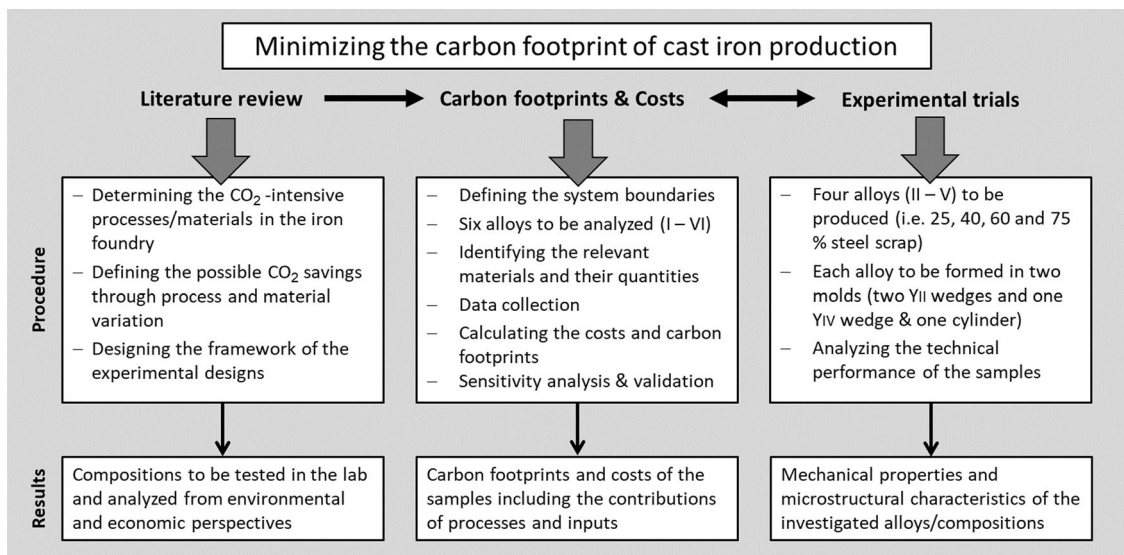 Minimizing the carbon footprint of cast iron production
Literature review
Carbon footprints & Costs
Experimental trials
Procedure
– Determining the CO₂ -intensive
processes/materials in the iron
foundry
– Defining the possible CO₂ savings
through process and material
variation
– Designing the framework of the
experimental designs
– Defining the system boundaries
– Six alloys to be analyzed (I – VI)
– Identifying the relevant
materials and their quantities
– Data collection
– Calculating the costs and carbon
footprints
– Sensitivity analysis & validation
– Four alloys (II – V) to be
produced (i.e. 25, 40, 60 and 75
% steel scrap)
– Each alloy to be formed in two
molds (two YII wedges and one
YIV wedge & one cylinder)
– Analyzing the technical
performance of the samples
Results
Compositions to be tested in the lab
and analyzed from environmental
and economic perspectives
Carbon footprints and costs of the
samples including the contributions
of processes and inputs
Mechanical properties and
microstructural characteristics of the
investigated alloys/compositions